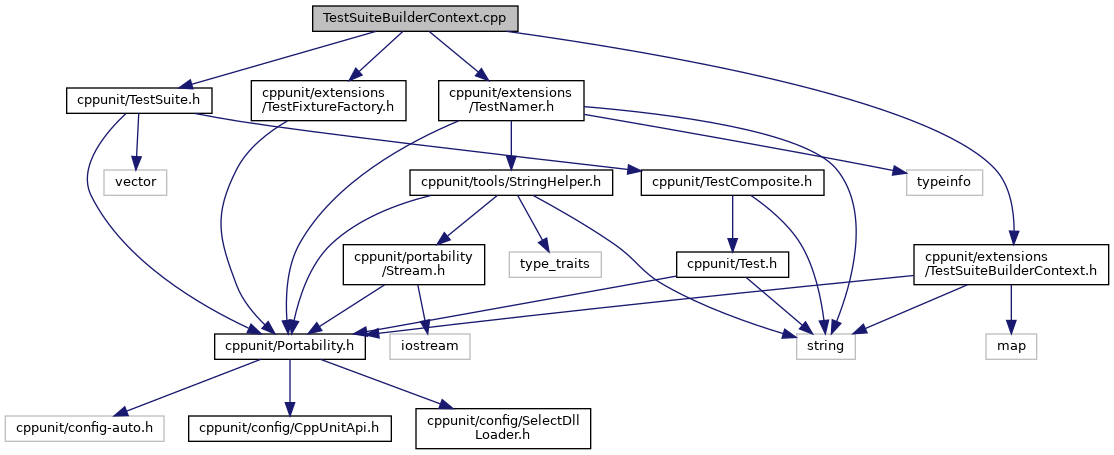 TestSuiteBuilderContext.cpp
cppunit/TestSuite.h
cppunit/extensions
/TestFixtureFactory.h
cppunit/extensions
/TestNamer.h
vector
cppunit/tools/StringHelper.h
cppunit/TestComposite.h
typeinfo
cppunit/portability
/Stream.h
type_traits
cppunit/Test.h
cppunit/extensions
/TestSuiteBuilderContext.h
cppunit/Portability.h
iostream
string
map
cppunit/config-auto.h
cppunit/config/CppUnitApi.h
cppunit/config/SelectDll
Loader.h